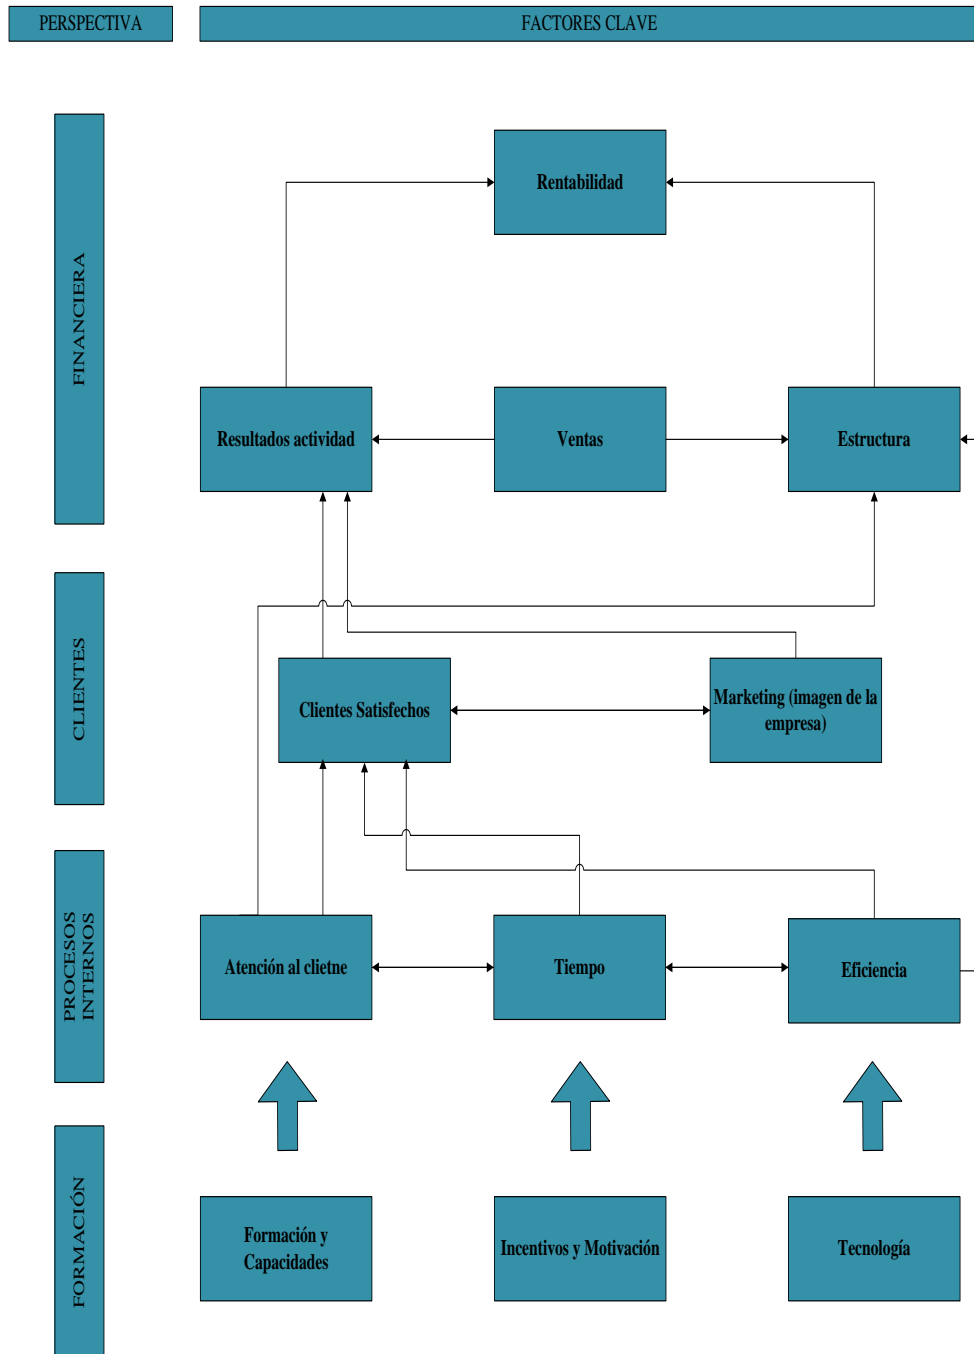 PERSPECTIVA
FACTORES CLAVE
FINANCIERA
Rentabilidad
Resultados actividad
Ventas
Estructura
CLIENTES
Clientes Satisfechos
Marketing (imagen de la
empresa)
PROCESOS
INTERNOS
Atención al clietne
Tiempo
Eficiencia
FORMACIÓN
Formación y
Capacidades
Incentivos y Motivación
Tecnología